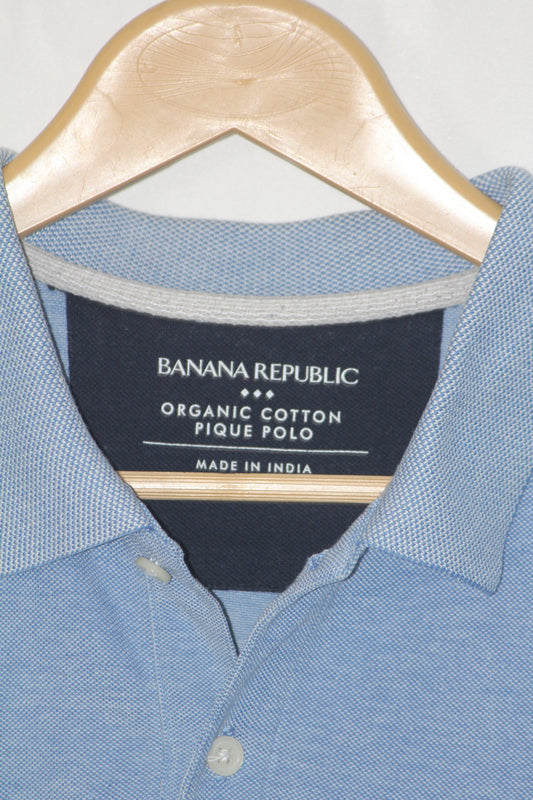 BANANA REPUBLIC
ORGANIC COTTON
PIQUE POLO
MADE IN INDIA